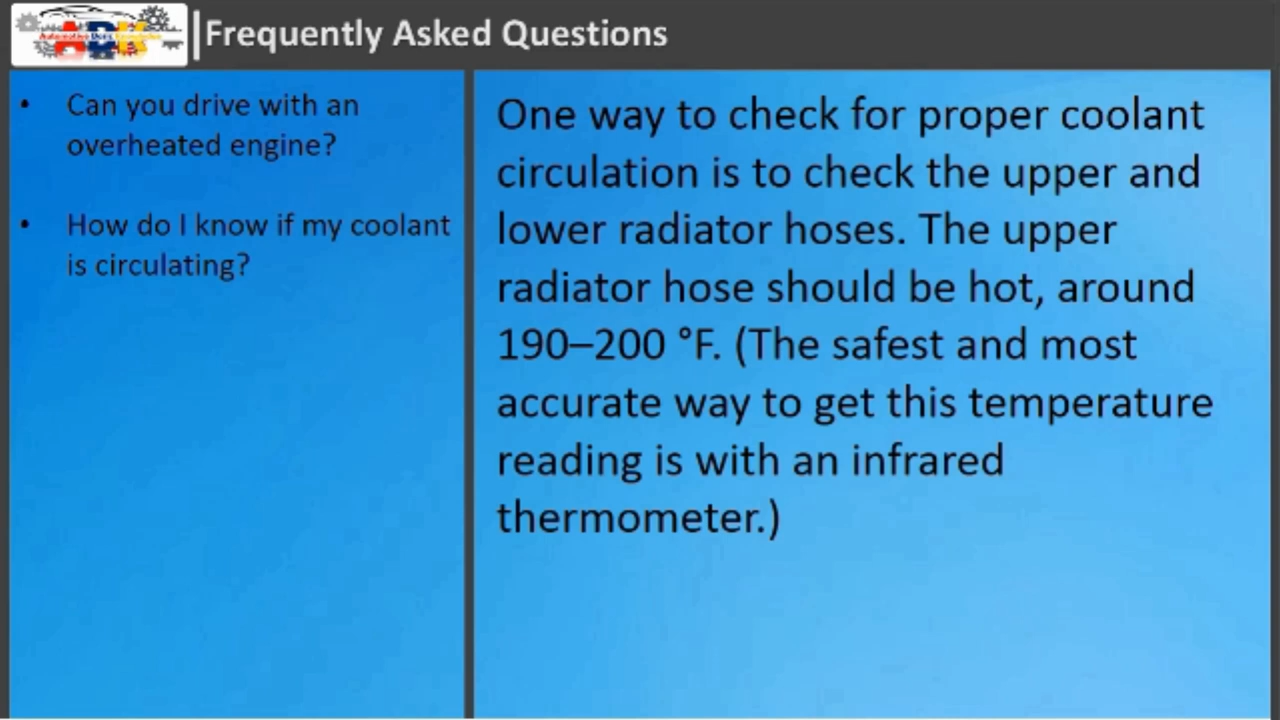 Frequently Asked Questions
• Can you drive with an
overheated engine?
• How do I know if my coolant
is circulating?
One way to check for proper coolant
circulation is to check the upper and
lower radiator hoses. The upper
radiator hose should be hot, around
190–200 °F. (The safest and most
accurate way to get this temperature
reading is with an infrared
thermometer.)